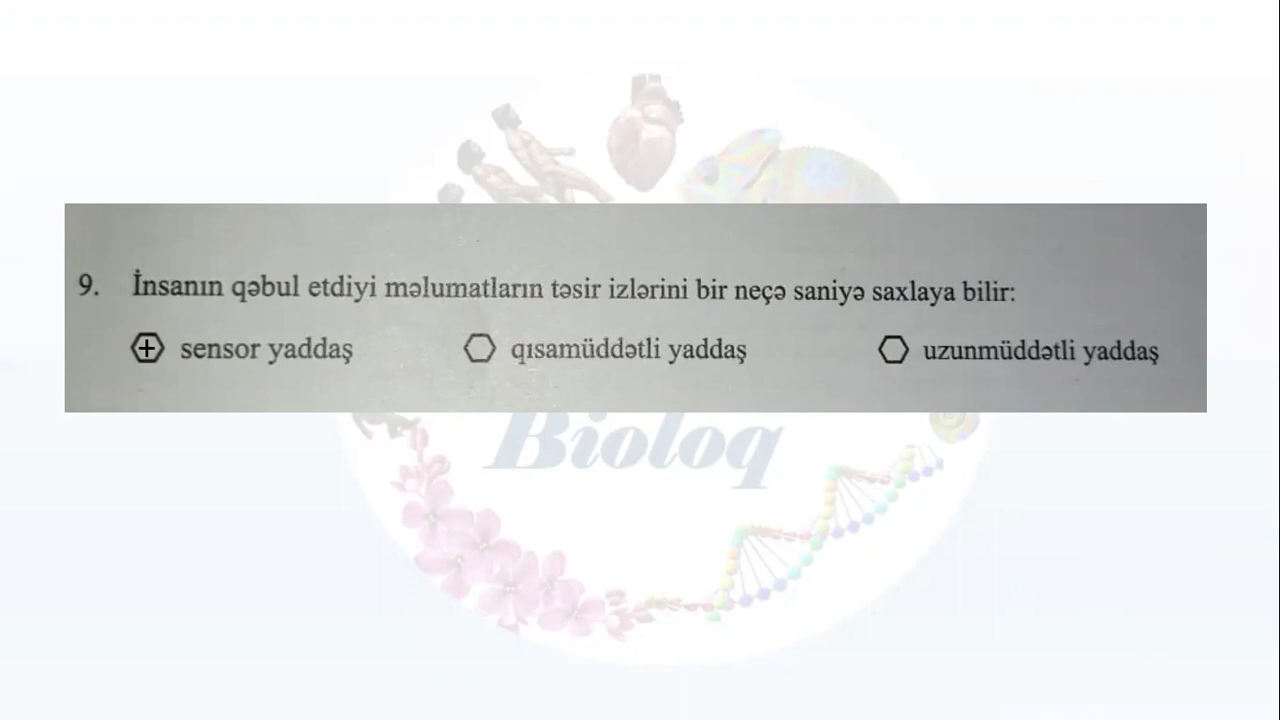 9. İnsanın qəbul etdiyi məlumatların təsir izlərini bir neçə saniyə saxlaya bilir:
sensor yaddaş qısamüddətli yaddaş uzunmüddətli yaddaş
Bioloq